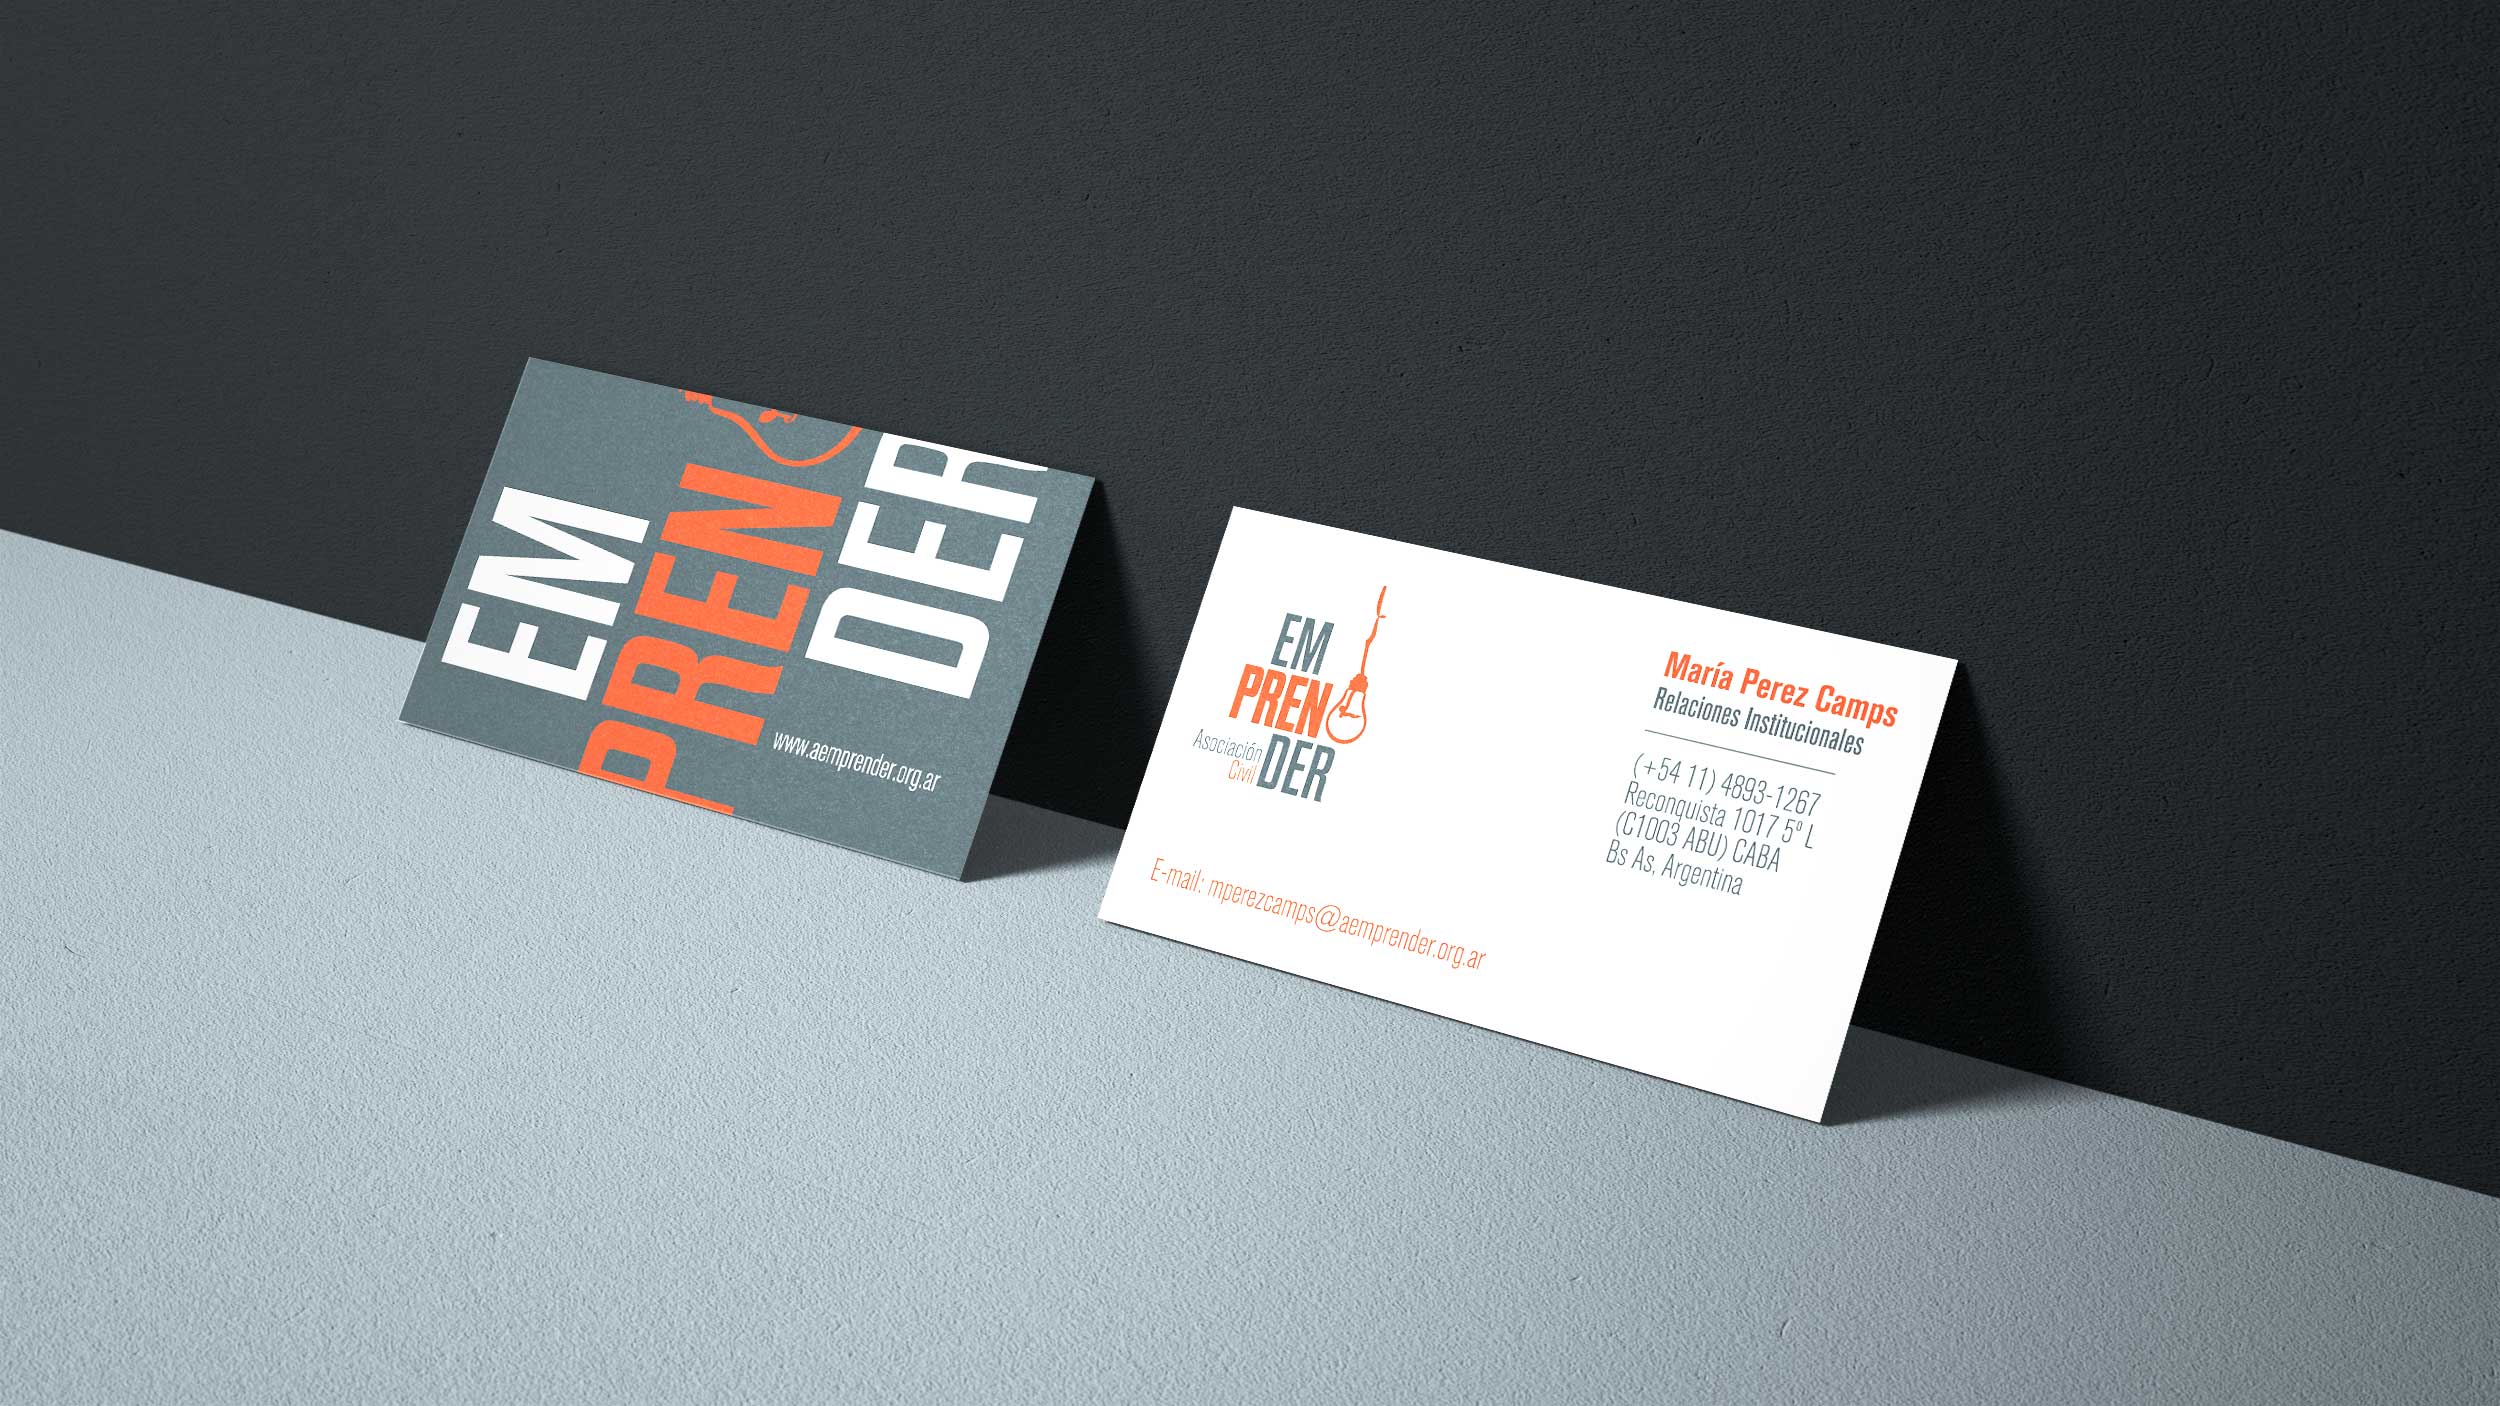 EM
PREN
DER
www.aemprender.org.ar
EM
PREN
Asociación
Civil
DER
María Perez Camps
Relaciones Institucionales
(+54 11) 4893-1267
Reconquista 1017 5º L
(C1003 ABU) CABA
Bs As, Argentina
E-mail: mperezcamps@aemprender.org.ar